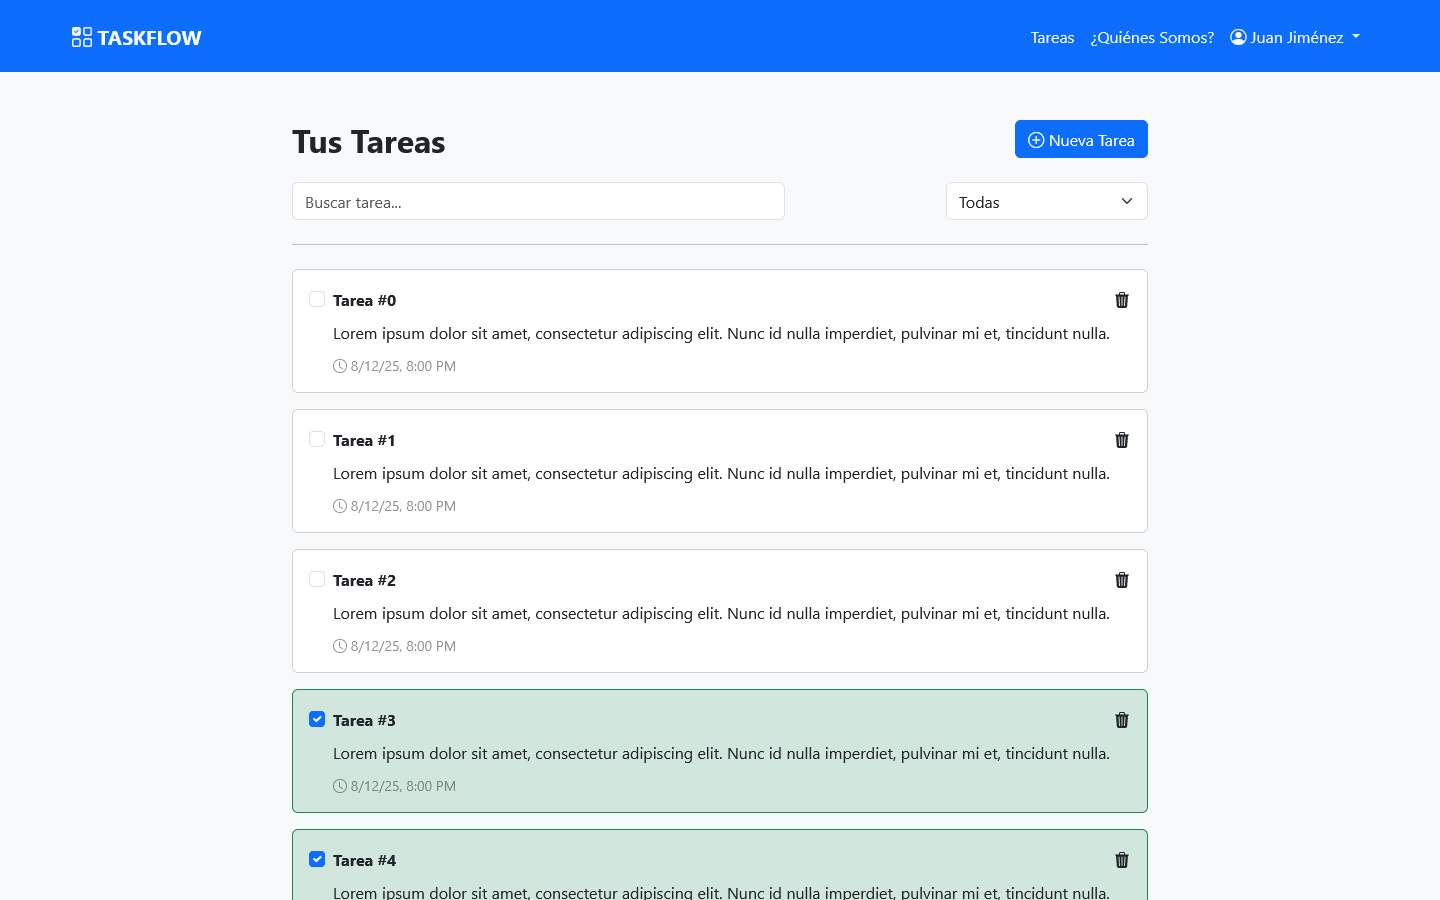 TASKFLOW
Tareas ¿Quiénes Somos? Juan Jiménez
Tus Tareas
Nueva Tarea
Buscar tarea...
Todas
Tarea #0
Lorem ipsum dolor sit amet, consectetur adipiscing elit. Nunc id nulla imperdiet, pulvinar mi et, tincidunt nulla.
8/12/25, 8:00 PM
Tarea #1
Lorem ipsum dolor sit amet, consectetur adipiscing elit. Nunc id nulla imperdiet, pulvinar mi et, tincidunt nulla.
8/12/25, 8:00 PM
Tarea #2
Lorem ipsum dolor sit amet, consectetur adipiscing elit. Nunc id nulla imperdiet, pulvinar mi et, tincidunt nulla.
8/12/25, 8:00 PM
Tarea #3
Lorem ipsum dolor sit amet, consectetur adipiscing elit. Nunc id nulla imperdiet, pulvinar mi et, tincidunt nulla.
8/12/25, 8:00 PM
Tarea #4
Lorem ipsum dolor sit amet, consectetur adipiscing elit. Nunc id nulla imperdiet, pulvinar mi et, tincidunt nulla.